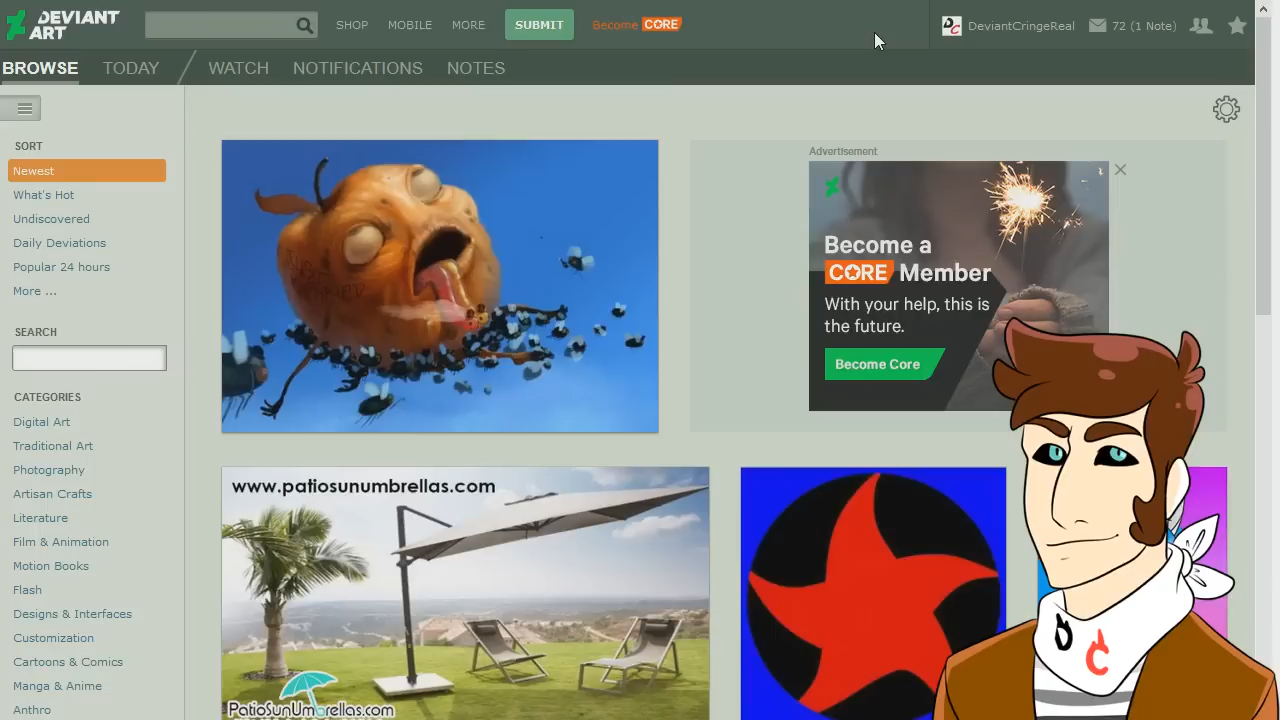 DEVIANT ART
SHOP MOBILE MORE SUBMIT Become CORE DeviantCringeReal 72 (1 Note)
BROWSE TODAY WATCH NOTIFICATIONS NOTES
SORT
Newest
What's Hot
Undiscovered
Daily Deviations
Popular 24 hours
More ...
SEARCH
CATEGORIES
Digital Art
Traditional Art
Photography
Artisan Crafts
Literature
Film & Animation
Motion Books
Flash
Designs & Interfaces
Customization
Cartoons & Comics
Manga & Anime
Anthro
Advertisement
Become a
CORE Member
With your help, this is
the future.
Become Core
www.patiosunumbrellas.com
PatioSunUmbrellas.com
D C